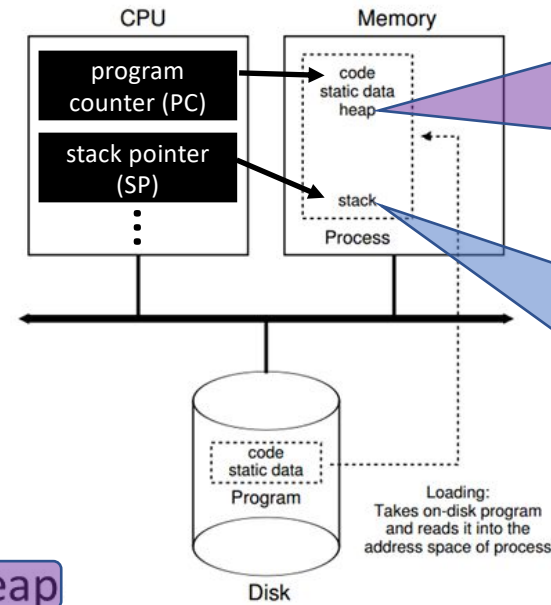 CPU
Memory
program
counter (PC)
stack pointer
(SP)
code
static data
heap
stack
Process
code
static data
Program
Loading:
Takes on-disk program
and reads it into the
address space of process
Disk
eap